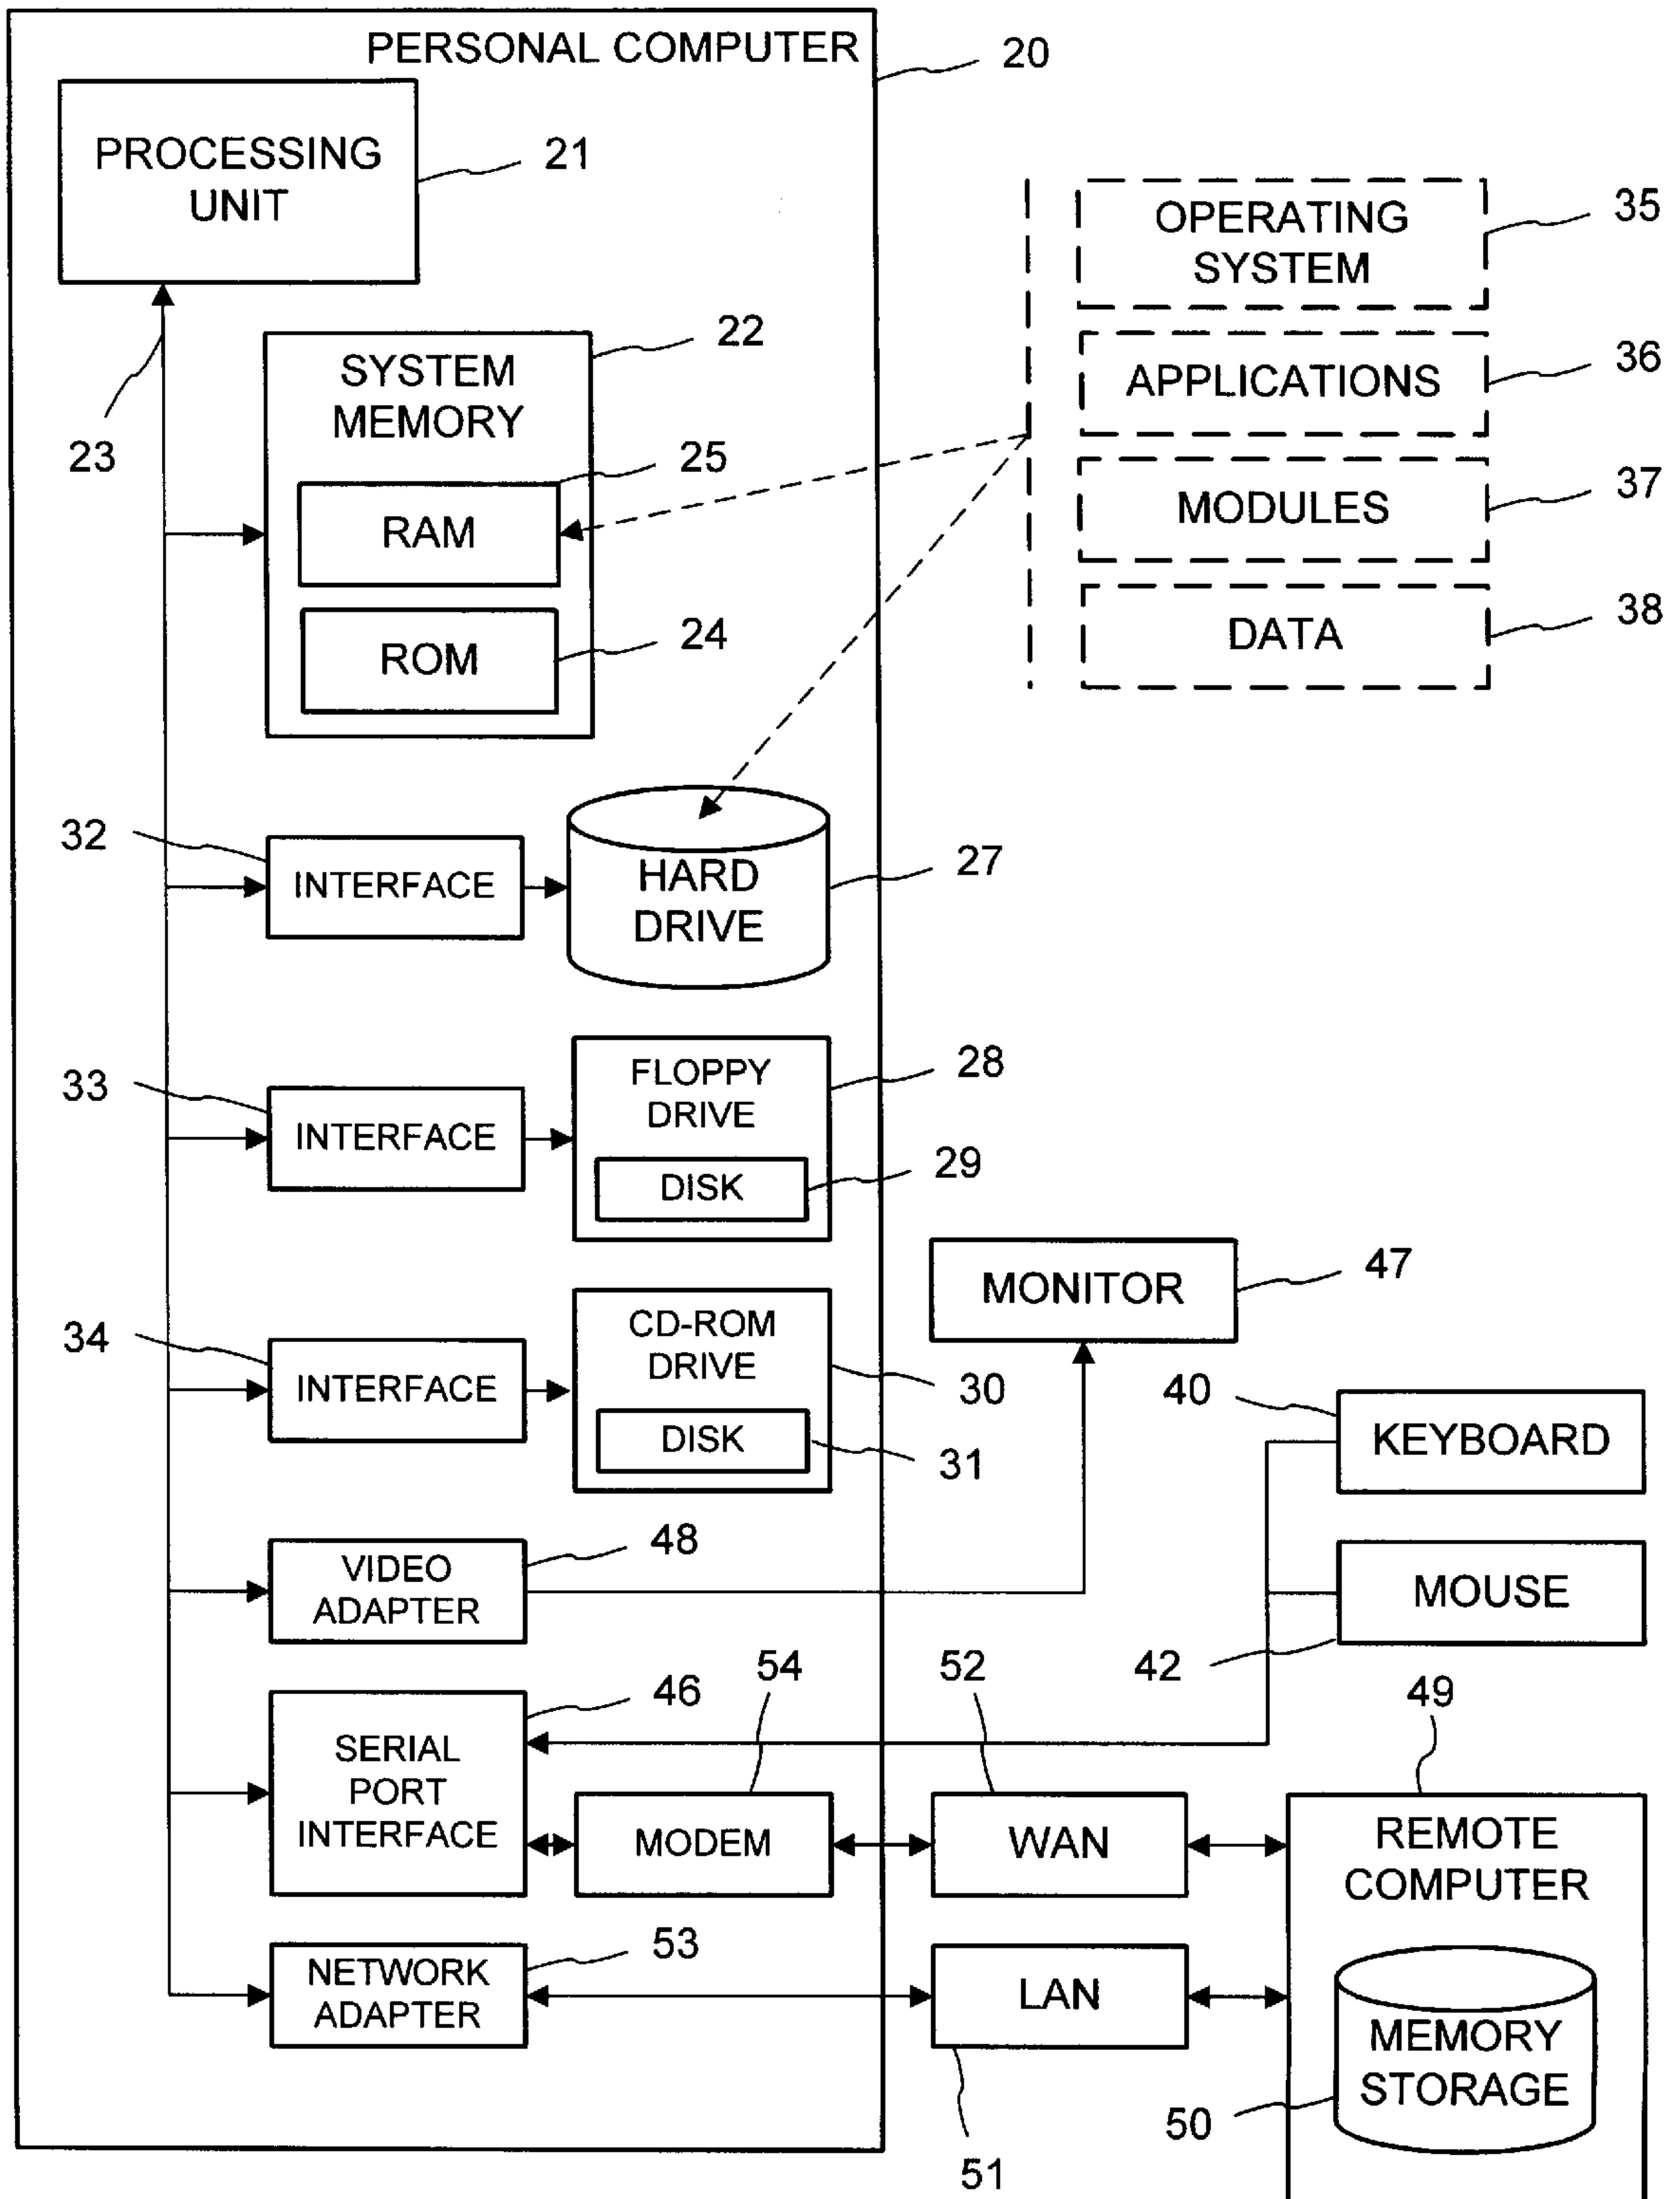 PERSONAL COMPUTER
20
PROCESSING
UNIT
21
23
22
SYSTEM
MEMORY
25
RAM
24
ROM
OPERATING
SYSTEM
35
APPLICATIONS
36
MODULES
37
DATA
38
32
INTERFACE
HARD
DRIVE
27
33
INTERFACE
FLOPPY
DRIVE
28
DISK
29
34
INTERFACE
CD-ROM
DRIVE
30
DISK
31
MONITOR
47
40
KEYBOARD
MOUSE
42
VIDEO
ADAPTER
48
46
SERIAL
PORT
INTERFACE
54
MODEM
52
WAN
49
REMOTE
COMPUTER
NETWORK
ADAPTER
53
LAN
51
MEMORY
STORAGE
50